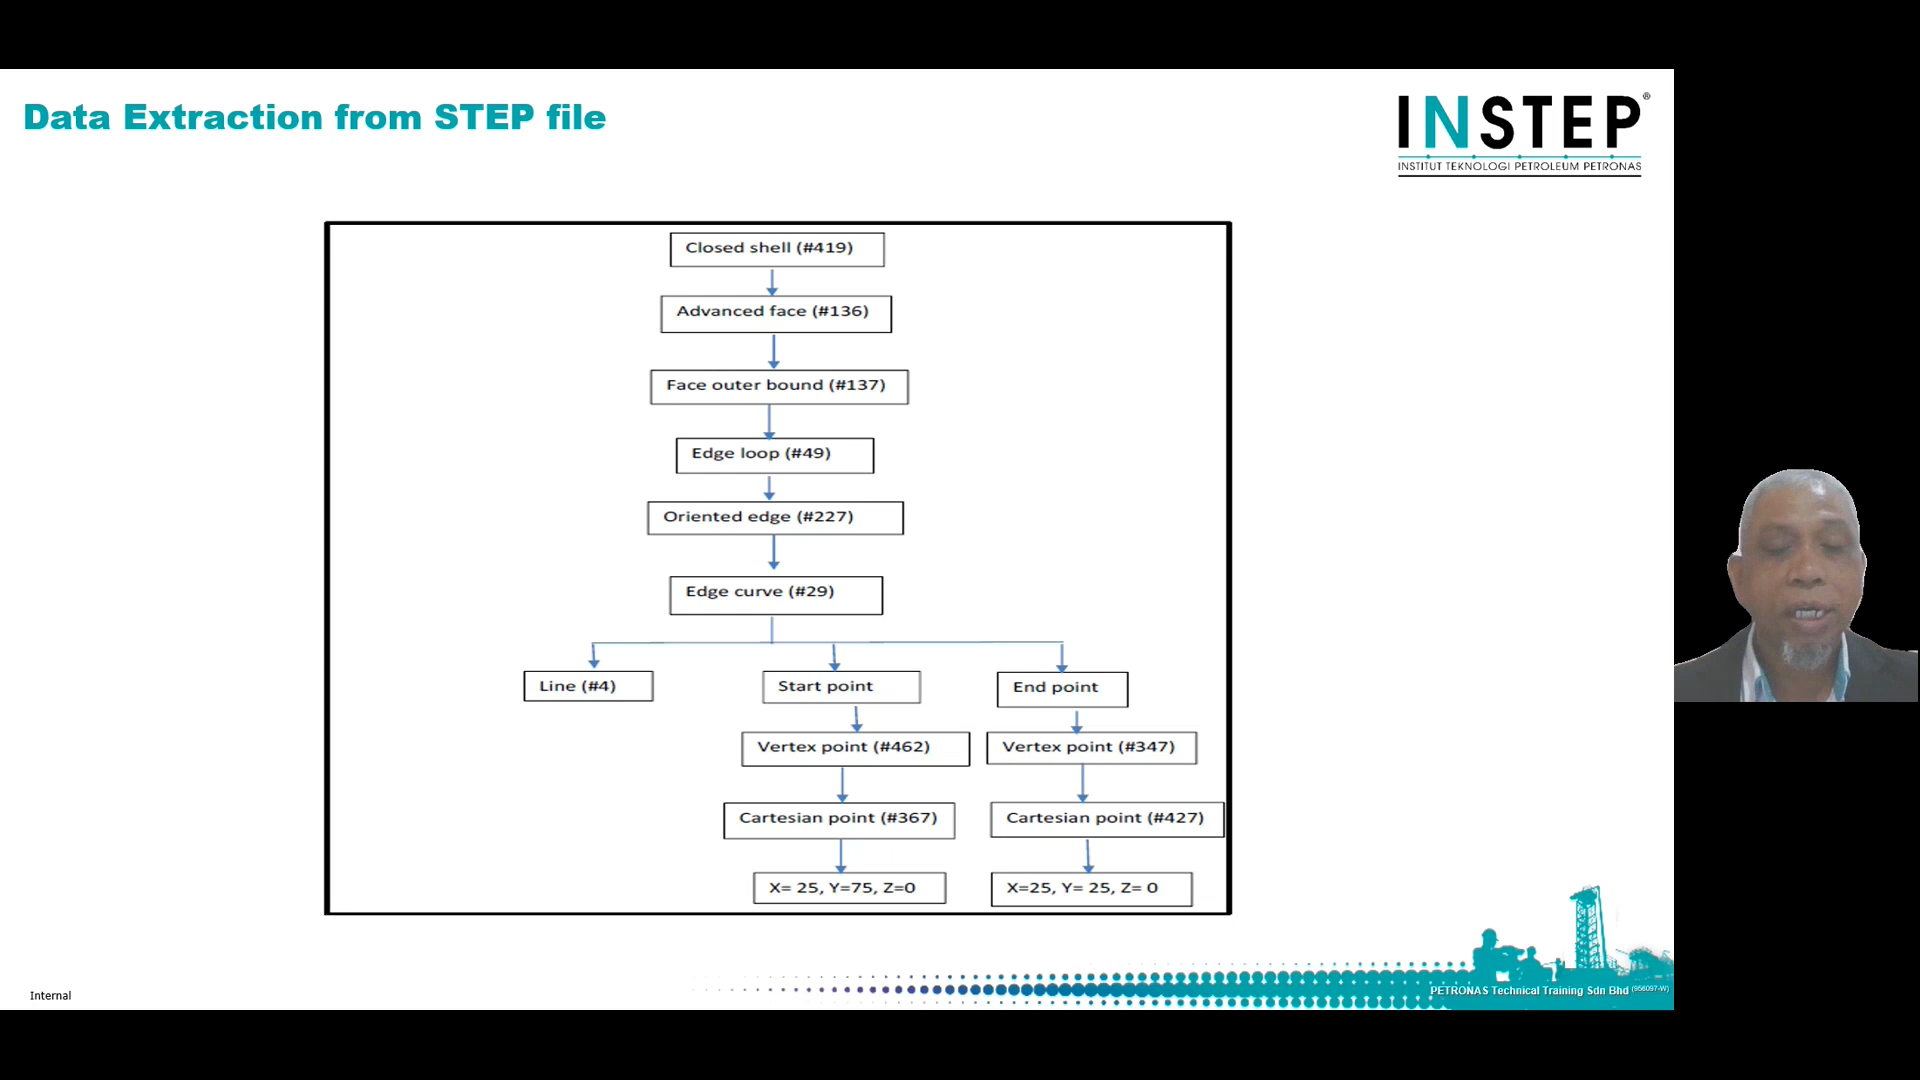 Data Extraction from STEP file
INSTEP®
INSTITUT TEKNOLOGI PETROLEUM PETRONAS
Closed shell (#419)
Advanced face (#136)
Face outer bound (#137)
Edge loop (#49)
Oriented edge (#227)
Edge curve (#29)
Line (#4)
Start point
End point
Vertex point (#462)
Vertex point (#347)
Cartesian point (#367)
Cartesian point (#427)
X= 25, Y=75, Z=0
X=25, Y= 25, Z= 0
Internal
PETRONAS Technical Training Sdn Bhd (956097-W)